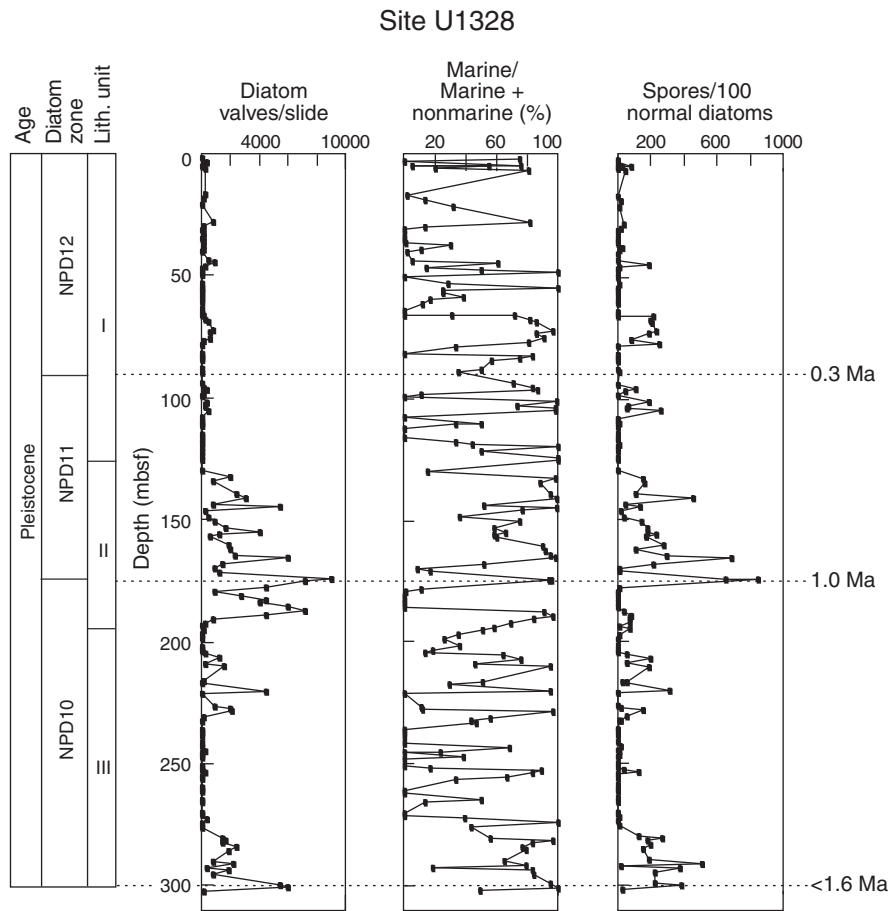 Site U1328
Age
Diatom zone
Lith. unit
Depth (mbsf)
Diatom
valves/slide
Marine/
Marine +
nonmarine (%)
Spores/100
normal diatoms
4000 10000
20 60 100
200 600 1000
0
50
100
150
200
250
300
Pleistocene
NPD12
NPD11
NPD10
I
II
III
0.3 Ma
1.0 Ma
<1.6 Ma